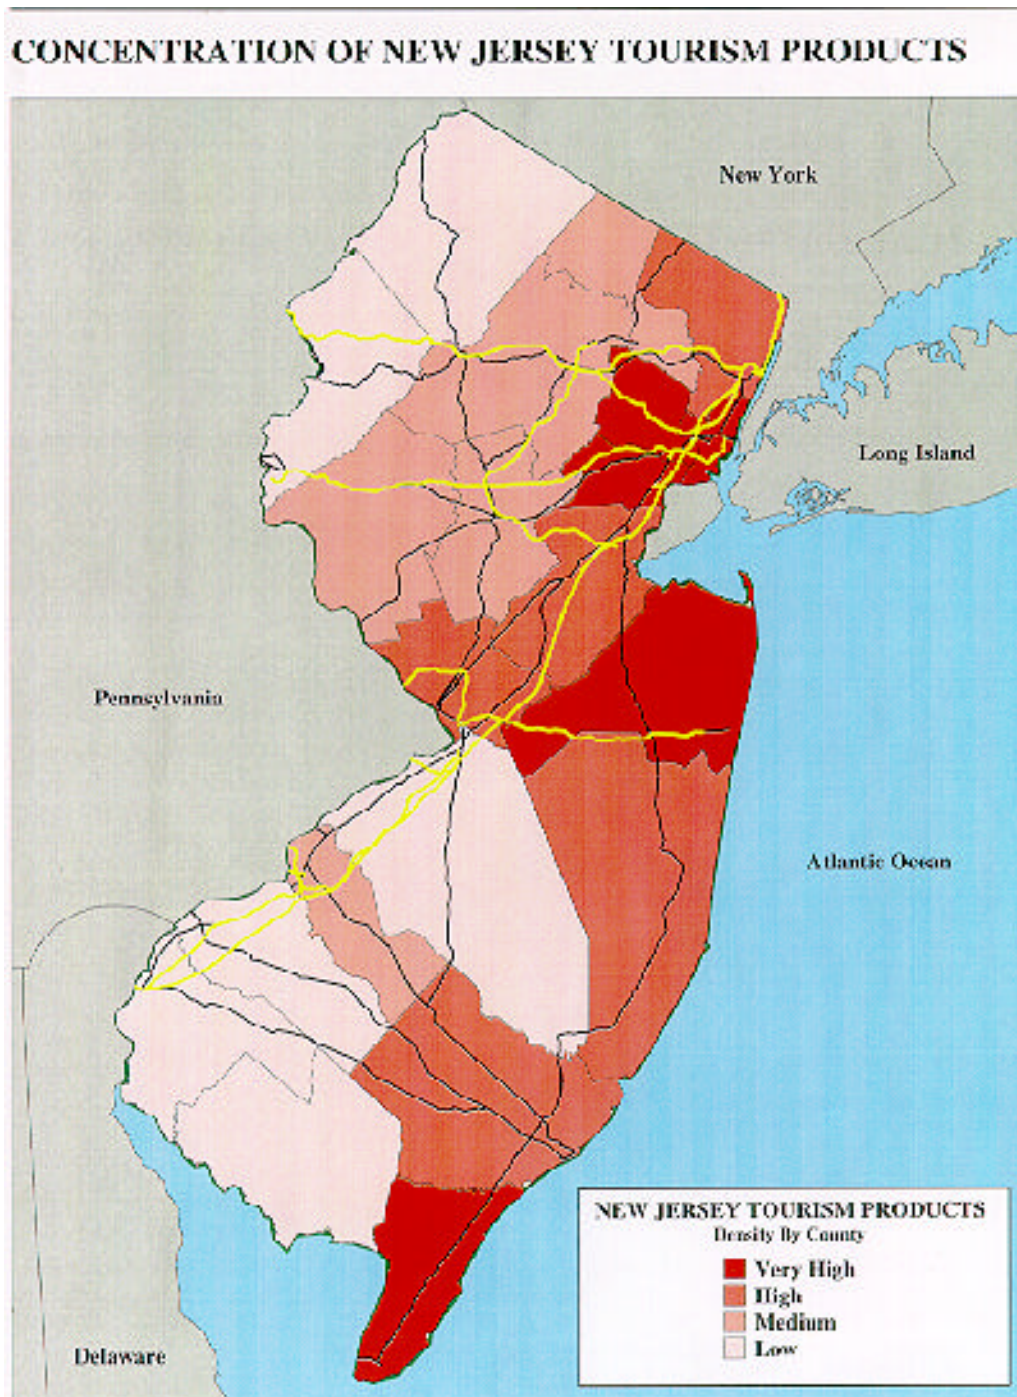 CONCENTRATION OF NEW JERSEY TOURISM PRODUCTS
New York
Long Island
Pennsylvania
Atlantic Ocean
NEW JERSEY TOURISM PRODUCTS
Density By County
Very High
High
Medium
Low
Delaware